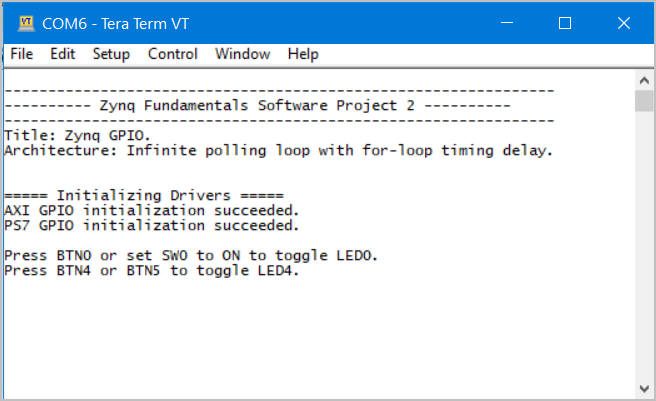 VT
COM6 - Tera Term VT
File Edit Setup Control Window Help
---------------------------------------------------------------
---------- Zynq Fundamentals Software Project 2 ----------
---------------------------------------------------------------
Title: Zynq GPIO.
Architecture: Infinite polling loop with for-loop timing delay.
===== Initializing Drivers =====
AXI GPIO initialization succeeded.
PS7 GPIO initialization succeeded.
Press BTN0 or set SW0 to ON to toggle LED0.
Press BTN4 or BTN5 to toggle LED4.